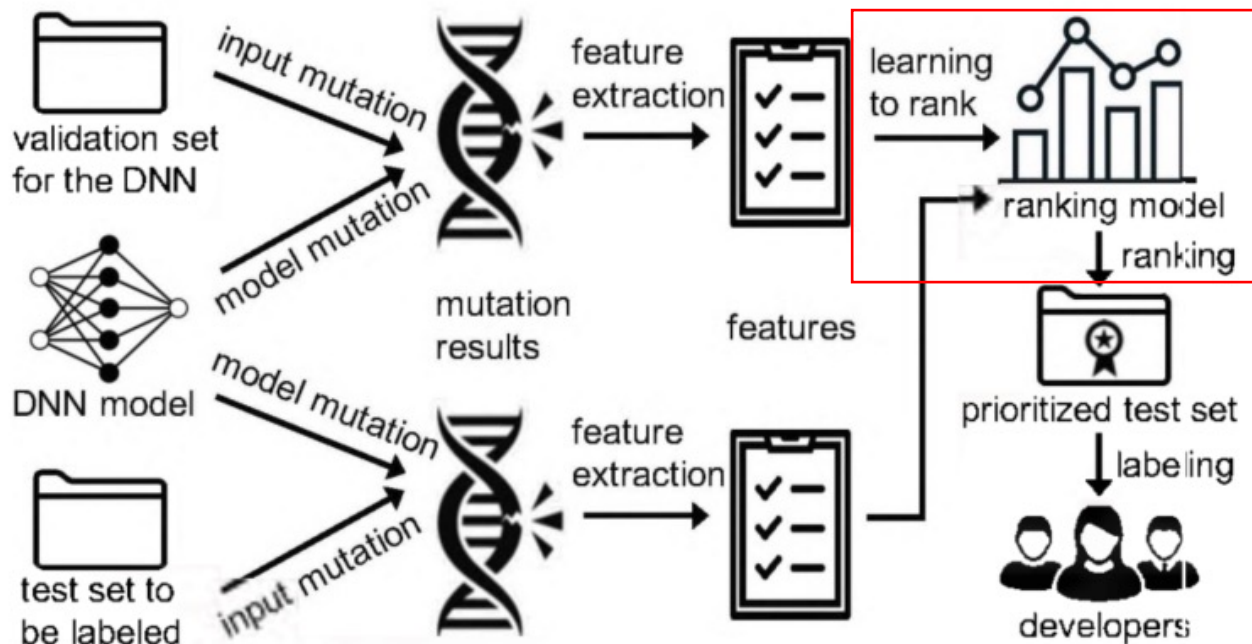 input mutation
validation set
for the DNN
model mutation
feature
extraction
learning
to rank
ranking model
ranking
DNN model
mutation
results
features
model mutation
feature
extraction
prioritized test set
labeling
test set to
be labeled
input mutation
developers